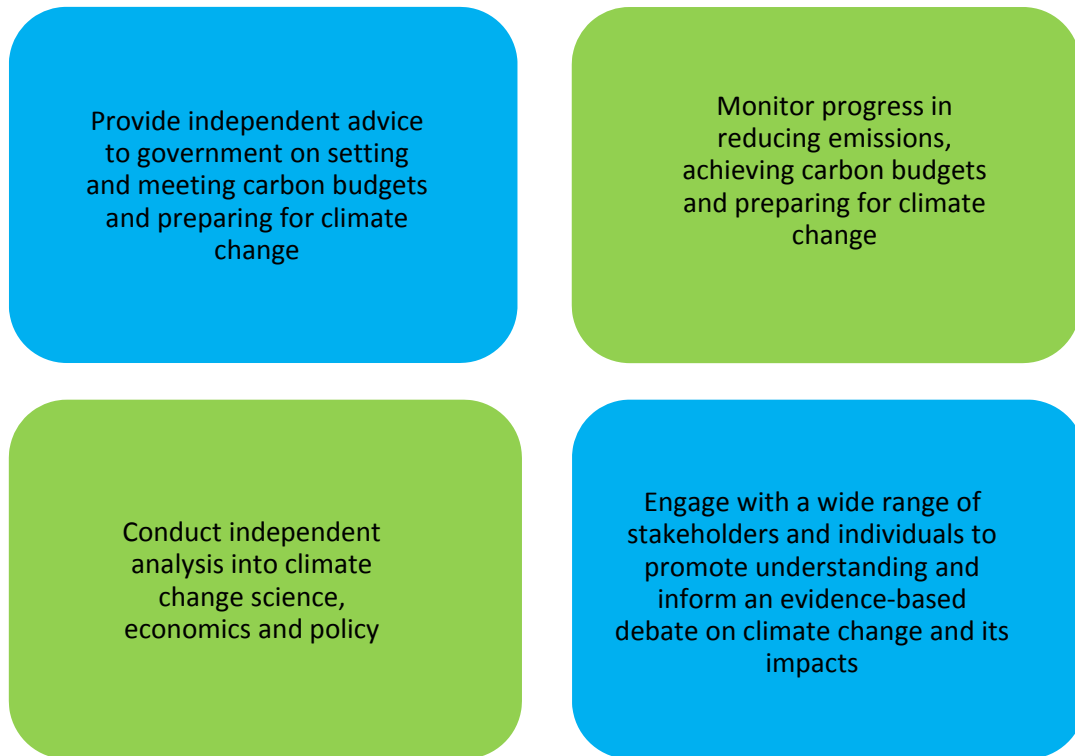 Provide independent advice
to government on setting
and meeting carbon budgets
and preparing for climate
change
Monitor progress in
reducing emissions,
achieving carbon budgets
and preparing for climate
change
Conduct independent
analysis into climate
change science,
economics and policy
Engage with a wide range of
stakeholders and individuals to
promote understanding and
inform an evidence-based
debate on climate change and its
impacts